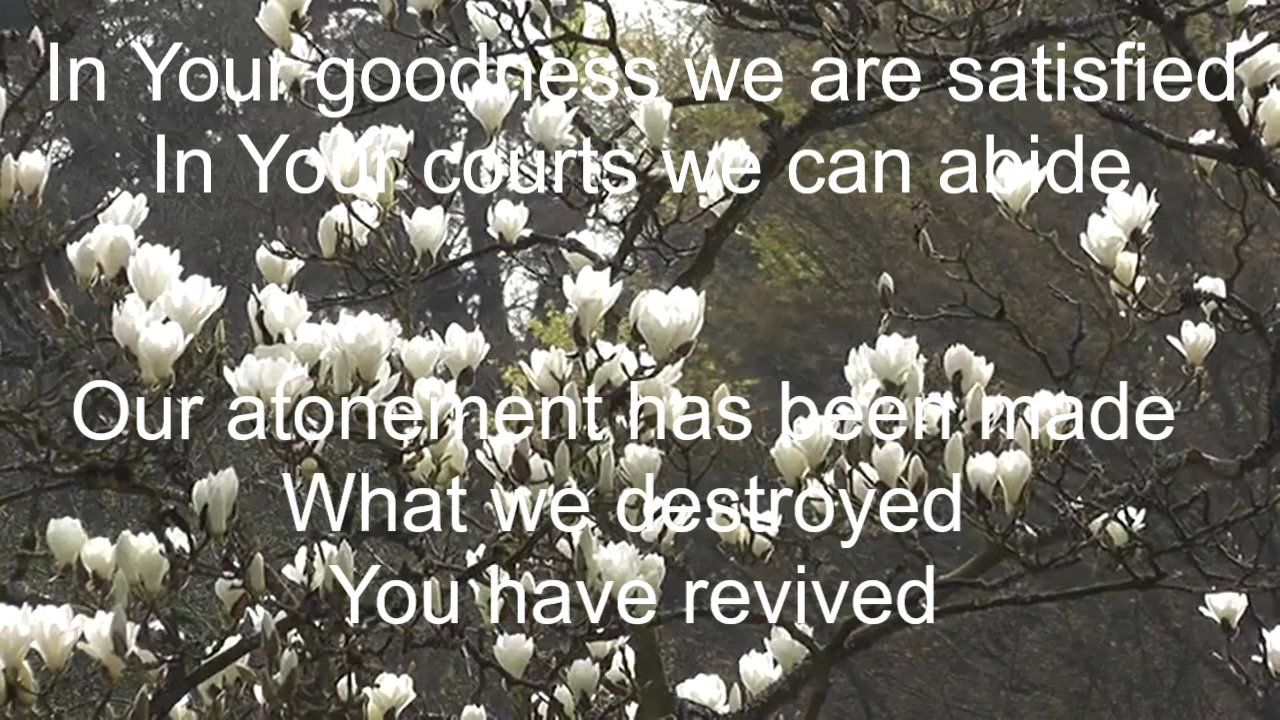 In Your goodness we are satisfied
In Your courts we can abide
Our atonement has been made
What we destroyed
You have revived